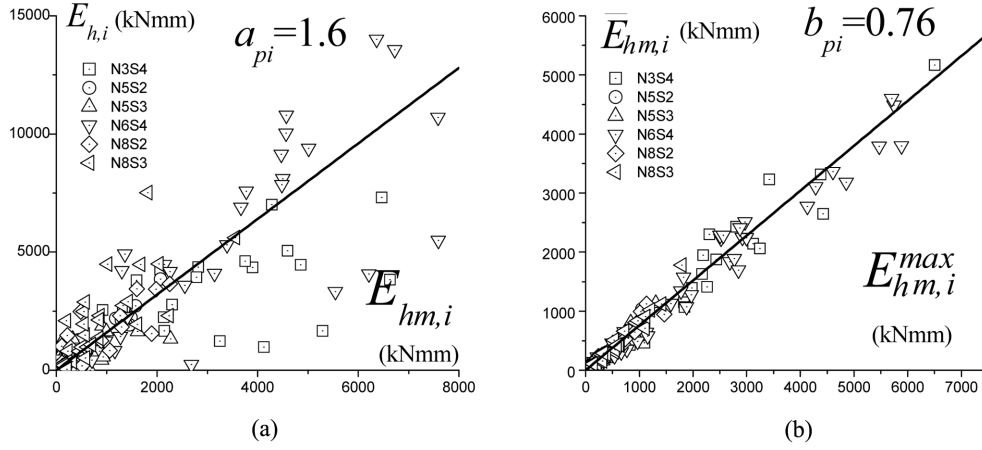 E_{h,i} (kNmm)
a_{pi}=1.6
N3S4
N5S2
N5S3
N6S4
N8S2
N8S3
15000
10000
5000
0
E_{hm,i}
(kNmm)
0 2000 4000 6000 8000
(a)
E̅_{hm,i} (kNmm)
b_{pi}=0.76
N3S4
N5S2
N5S3
N6S4
N8S2
N8S3
6000
5000
4000
3000
2000
1000
0
E_{hm,i}^{max}
(kNmm)
0 1000 2000 3000 4000 5000 6000 7000
(b)